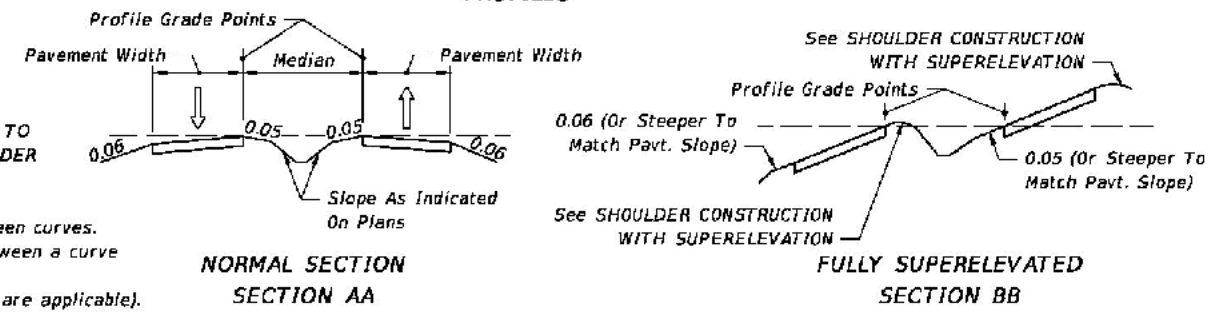 Profile Grade Points
Pavement Width
Median
Pavement Width
TO
DER
0.06
0.05
0.05
0.06
Slope As Indicated
On Plans
een curves.
ween a curve
are applicable).
NORMAL SECTION
SECTION AA
See SHOULDER CONSTRUCTION
WITH SUPERELEVATION
Profile Grade Points
0.06 (Or Steeper To
Match Pavt. Slope)
0.05 (Or Steeper To
Match Pavt. Slope)
See SHOULDER CONSTRUCTION
WITH SUPERELEVATION
FULLY SUPERELEVATED
SECTION BB